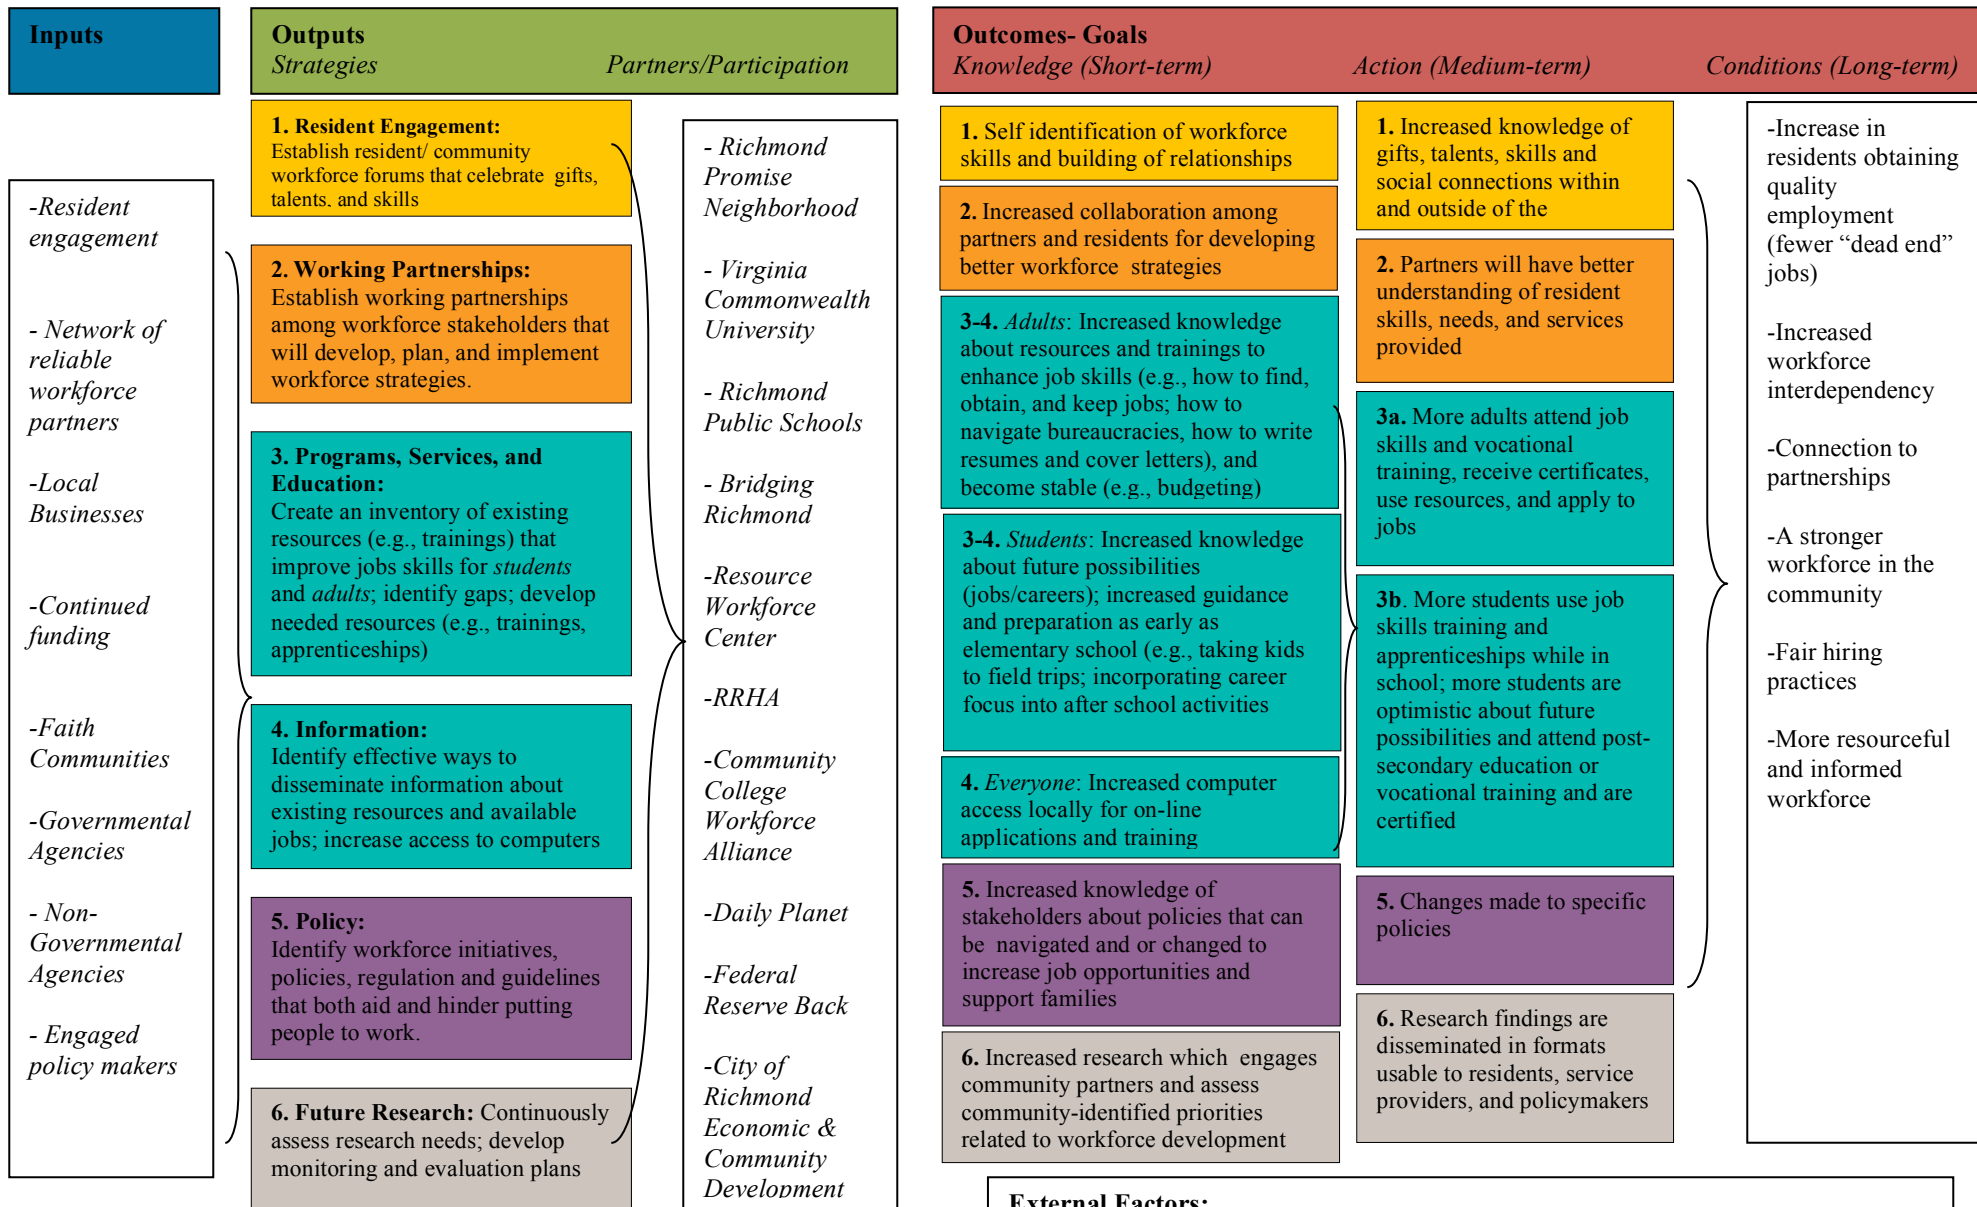 Inputs
Outputs
Strategies
Partners/Participation
Outcomes- Goals
Knowledge (Short-term)
Action (Medium-term)
Conditions (Long-term)
-Resident
engagement
- Network of
reliable
workforce
partners
-Local
Businesses
-Continued
funding
-Faith
Communities
-Governmental
Agencies
- Non-
Governmental
Agencies
- Engaged
policy makers
1. Resident Engagement:
Establish resident/ community
workforce forums that celebrate gifts,
talents, and skills
2. Working Partnerships:
Establish working partnerships
among workforce stakeholders that
will develop, plan, and implement
workforce strategies.
3. Programs, Services, and
Education:
Create an inventory of existing
resources (e.g., trainings) that
improve jobs skills for students
and adults; identify gaps; develop
needed resources (e.g., trainings,
apprenticeships)
4. Information:
Identify effective ways to
disseminate information about
existing resources and available
jobs; increase access to computers
5. Policy:
Identify workforce initiatives,
policies, regulation and guidelines
that both aid and hinder putting
people to work.
6. Future Research: Continuously
assess research needs; develop
monitoring and evaluation plans
- Richmond
Promise
Neighborhood
- Virginia
Commonwealth
University
- Richmond
Public Schools
- Bridging
Richmond
-Resource
Workforce
Center
-RRHA
-Community
College
Workforce
Alliance
-Daily Planet
-Federal
Reserve Back
-City of
Richmond
Economic &
Community
Development
1. Self identification of workforce
skills and building of relationships
2. Increased collaboration among
partners and residents for developing
better workforce strategies
3-4. Adults: Increased knowledge
about resources and trainings to
enhance job skills (e.g., how to find,
obtain, and keep jobs; how to
navigate bureaucracies, how to write
resumes and cover letters), and
become stable (e.g., budgeting)
3-4. Students: Increased knowledge
about future possibilities
(jobs/careers); increased guidance
and preparation as early as
elementary school (e.g., taking kids
to field trips; incorporating career
focus into after school activities
4. Everyone: Increased computer
access locally for on-line
applications and training
5. Increased knowledge of
stakeholders about policies that can
be navigated and or changed to
increase job opportunities and
support families
6. Increased research which engages
community partners and assess
community-identified priorities
related to workforce development
1. Increased knowledge of
gifts, talents, skills and
social connections within
and outside of the
2. Partners will have better
understanding of resident
skills, needs, and services
provided
3a. More adults attend job
skills and vocational
training, receive certificates,
use resources, and apply to
jobs
3b. More students use job
skills training and
apprenticeships while in
school; more students are
optimistic about future
possibilities and attend post-
secondary education or
vocational training and are
certified
5. Changes made to specific
policies
6. Research findings are
disseminated in formats
usable to residents, service
providers, and policymakers
-Increase in
residents obtaining
quality
employment
(fewer “dead end”
jobs)
-Increased
workforce
interdependency
-Connection to
partnerships
-A stronger
workforce in the
community
-Fair hiring
practices
-More resourceful
and informed
workforce
External Factors: